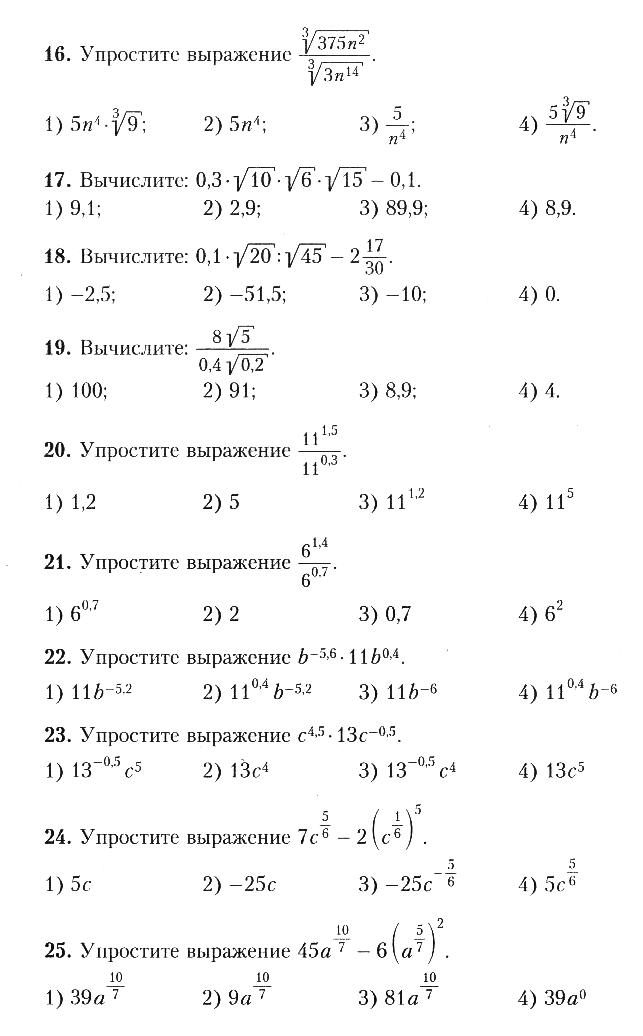 16. Упростите выражение ∛(375n²) / ∛(3n¹⁴).
1) 5n⁴·∛9; 2) 5n⁴; 3) 5/n⁴; 4) 5∛9/n⁴.
17. Вычислите: 0,3·√10·√6·√15 – 0,1.
1) 9,1; 2) 2,9; 3) 89,9; 4) 8,9.
18. Вычислите: 0,1·√20:√45 – 2 17/30.
1) –2,5; 2) –51,5; 3) –10; 4) 0.
19. Вычислите: 8√5 / 0,4√0,2.
1) 100; 2) 91; 3) 8,9; 4) 4.
20. Упростите выражение 11^1,5 / 11^0,3.
1) 1,2 2) 5 3) 11^1,2 4) 11^5
21. Упростите выражение 6^1,4 / 6^0,7.
1) 6^0,7 2) 2 3) 0,7 4) 6^2
22. Упростите выражение b^–5,6 · 11b^0,4.
1) 11b^–5.2 2) 11^0,4 b^–5,2 3) 11b^–6 4) 11^0,4 b^–6
23. Упростите выражение c^4,5 · 13c^–0,5.
1) 13^–0,5 c^5 2) 13c^4 3) 13^–0,5 c^4 4) 13c^5
24. Упростите выражение 7c^(5/6) – 2(c^(1/6))^5.
1) 5c 2) –25c 3) –25c^(–5/6) 4) 5c^(5/6)
25. Упростите выражение 45a^(10/7) – 6(a^(5/7))^2.
1) 39a^(10/7) 2) 9a^(10/7) 3) 81a^(10/7) 4) 39a^0